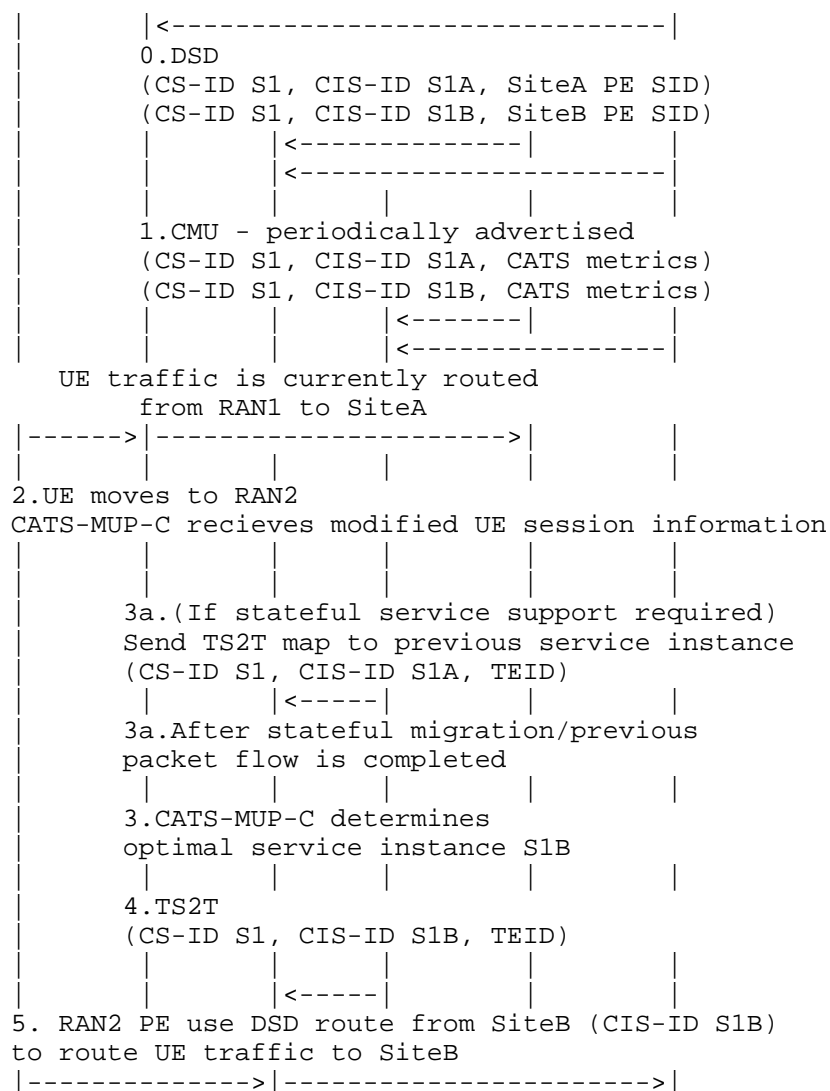 |        |<-------------------------------|
|       0.DSD
|       (CS-ID S1, CIS-ID S1A, SiteA PE SID)
|       (CS-ID S1, CIS-ID S1B, SiteB PE SID)
|        |       |<--------------|        |
|        |       |<-----------------------|
|        |       |      |        |        |
|       1.CMU - periodically advertised
|       (CS-ID S1, CIS-ID S1A, CATS metrics)
|       (CS-ID S1, CIS-ID S1B, CATS metrics)
|        |       |      |<-------|        |
|        |       |      |<----------------|
   UE traffic is currently routed
        from RAN1 to SiteA
|------>|---------------------->|        |
|        |       |      |        |        |
2.UE moves to RAN2
CATS-MUP-C recieves modified UE session information
|        |       |      |        |        |
|        |       |      |        |        |
|      3a.(If stateful service support required)
|      Send TS2T map to previous service instance
|      (CS-ID S1, CIS-ID S1A, TEID)
|        |       |<-----|        |        |
|      3a.After stateful migration/previous
|      packet flow is completed
|        |       |      |        |        |
|      3.CATS-MUP-C determines
|      optimal service instance S1B
|        |       |      |        |        |
|      4.TS2T
|      (CS-ID S1, CIS-ID S1B, TEID)
|        |       |      |        |        |
|        |       |<-----|        |        |
5. RAN2 PE use DSD route from SiteB (CIS-ID S1B)
to route UE traffic to SiteB
|-------------->|----------------------->|